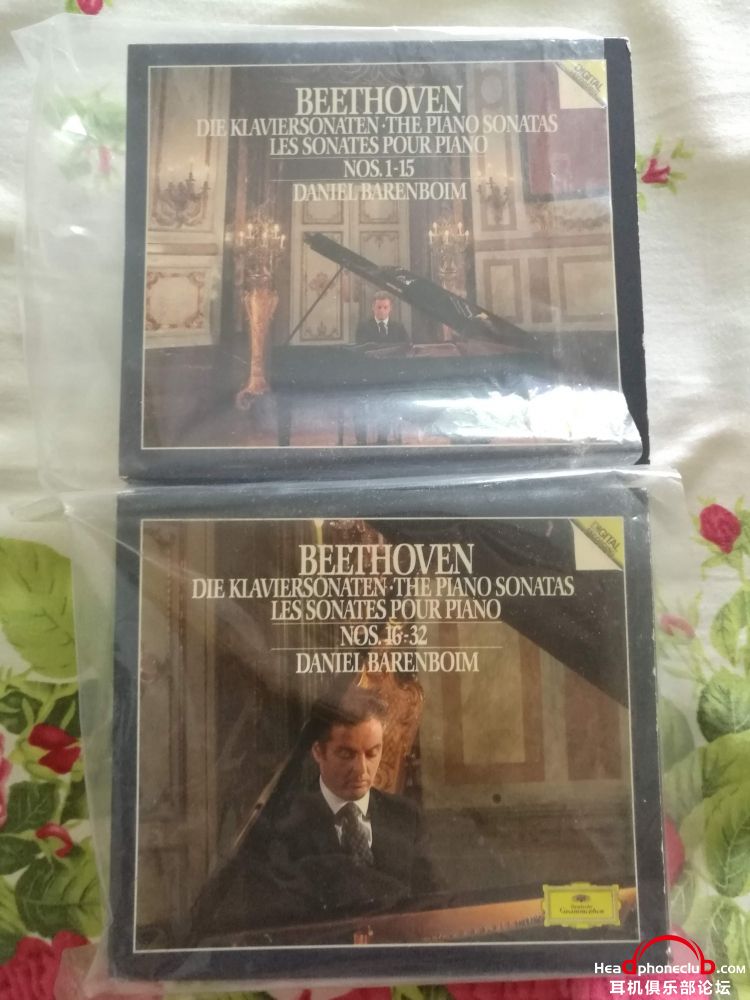 DIGITAL
BEETHOVEN
DIE KLAVIERSONATEN · THE PIANO SONATAS
LES SONATES POUR PIANO
NOS. 1-15
DANIEL BARENBOIM
DIGITAL
BEETHOVEN
DIE KLAVIERSONATEN · THE PIANO SONATAS
LES SONATES POUR PIANO
NOS. 16-32
DANIEL BARENBOIM
Deutsche
Grammophon
HeadphoneclubD.COM
耳机俱乐部论坛